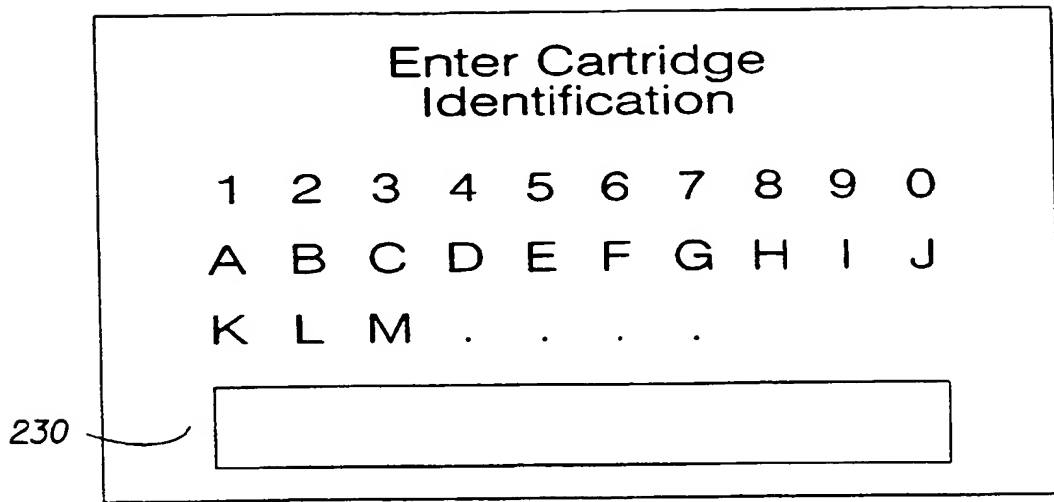 Enter Cartridge
Identification
1 2 3 4 5 6 7 8 9 0
A B C D E F G H I J
K L M . . . .
230